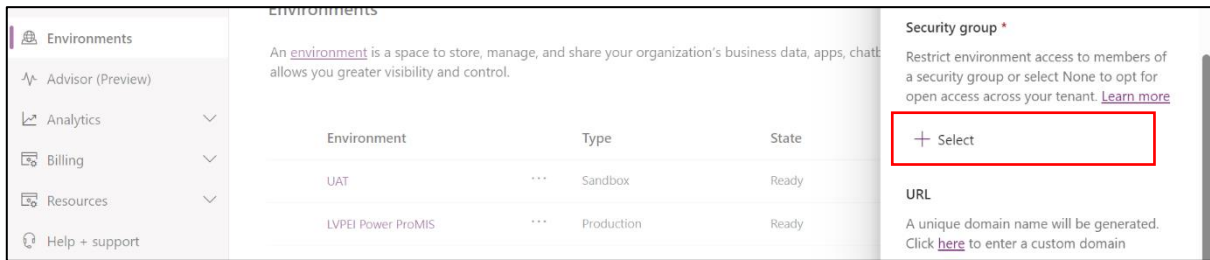 Environments
An environment is a space to store, manage, and share your organization's business data, apps,
allows you greater visibility and control.
Environments
Advisor (Preview)
Analytics
Billing
Resources
Help + support
Environment Type State
UAT ··· Sandbox Ready
LVPEI Power ProMIS ··· Production Ready
Security group *
Restrict environment access to members of
a security group or select None to opt for
open access across your tenant. Learn more
+ Select
URL
A unique domain name will be generated.
Click here to enter a custom domain